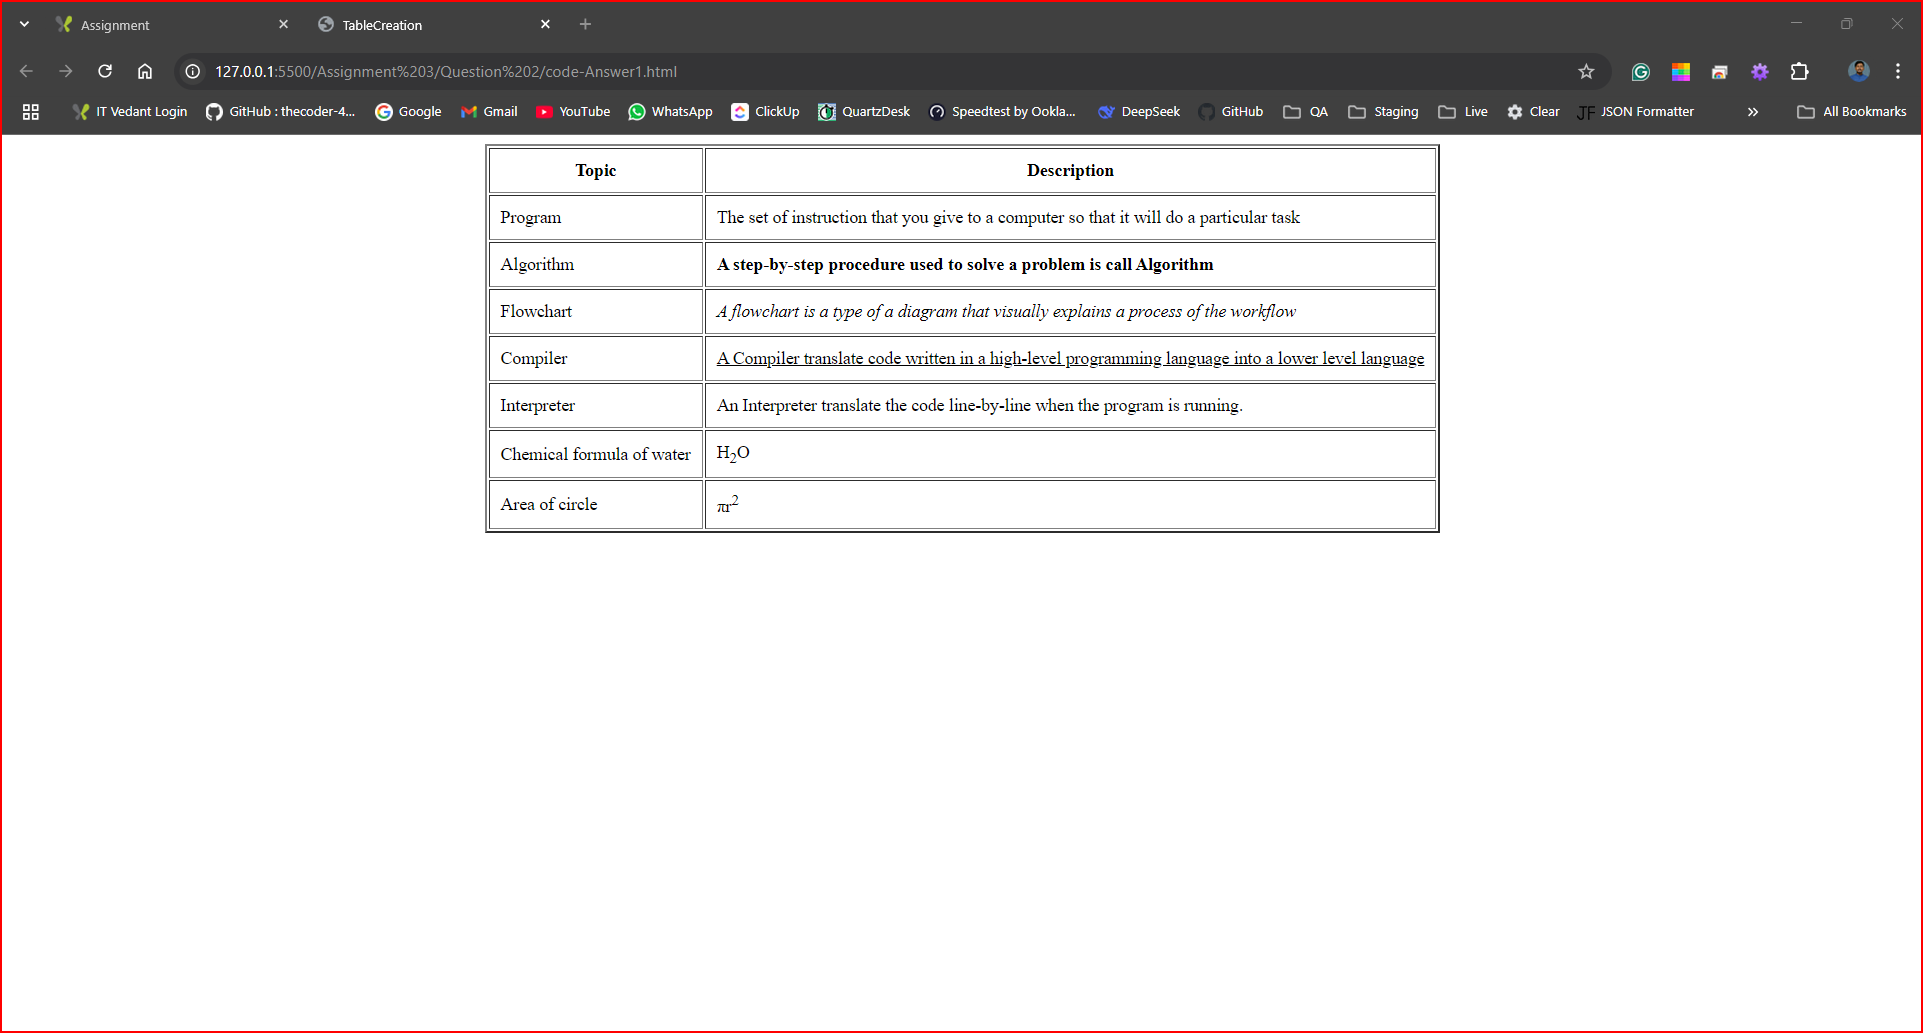 Assignment
TableCreation
127.0.0.1:5500/Assignment%203/Question%202/code-Answer1.html
IT Vedant Login GitHub : thecoder-4... Google Gmail YouTube WhatsApp ClickUp QuartzDesk Speedtest by Ookla... DeepSeek GitHub QA Staging Live Clear JF JSON Formatter » All Bookmarks
Topic Description
Program The set of instruction that you give to a computer so that it will do a particular task
Algorithm A step-by-step procedure used to solve a problem is call Algorithm
Flowchart A flowchart is a type of a diagram that visually explains a process of the workflow
Compiler A Compiler translate code written in a high-level programming language into a lower level language
Interpreter An Interpreter translate the code line-by-line when the program is running.
Chemical formula of water H₂O
Area of circle πr²